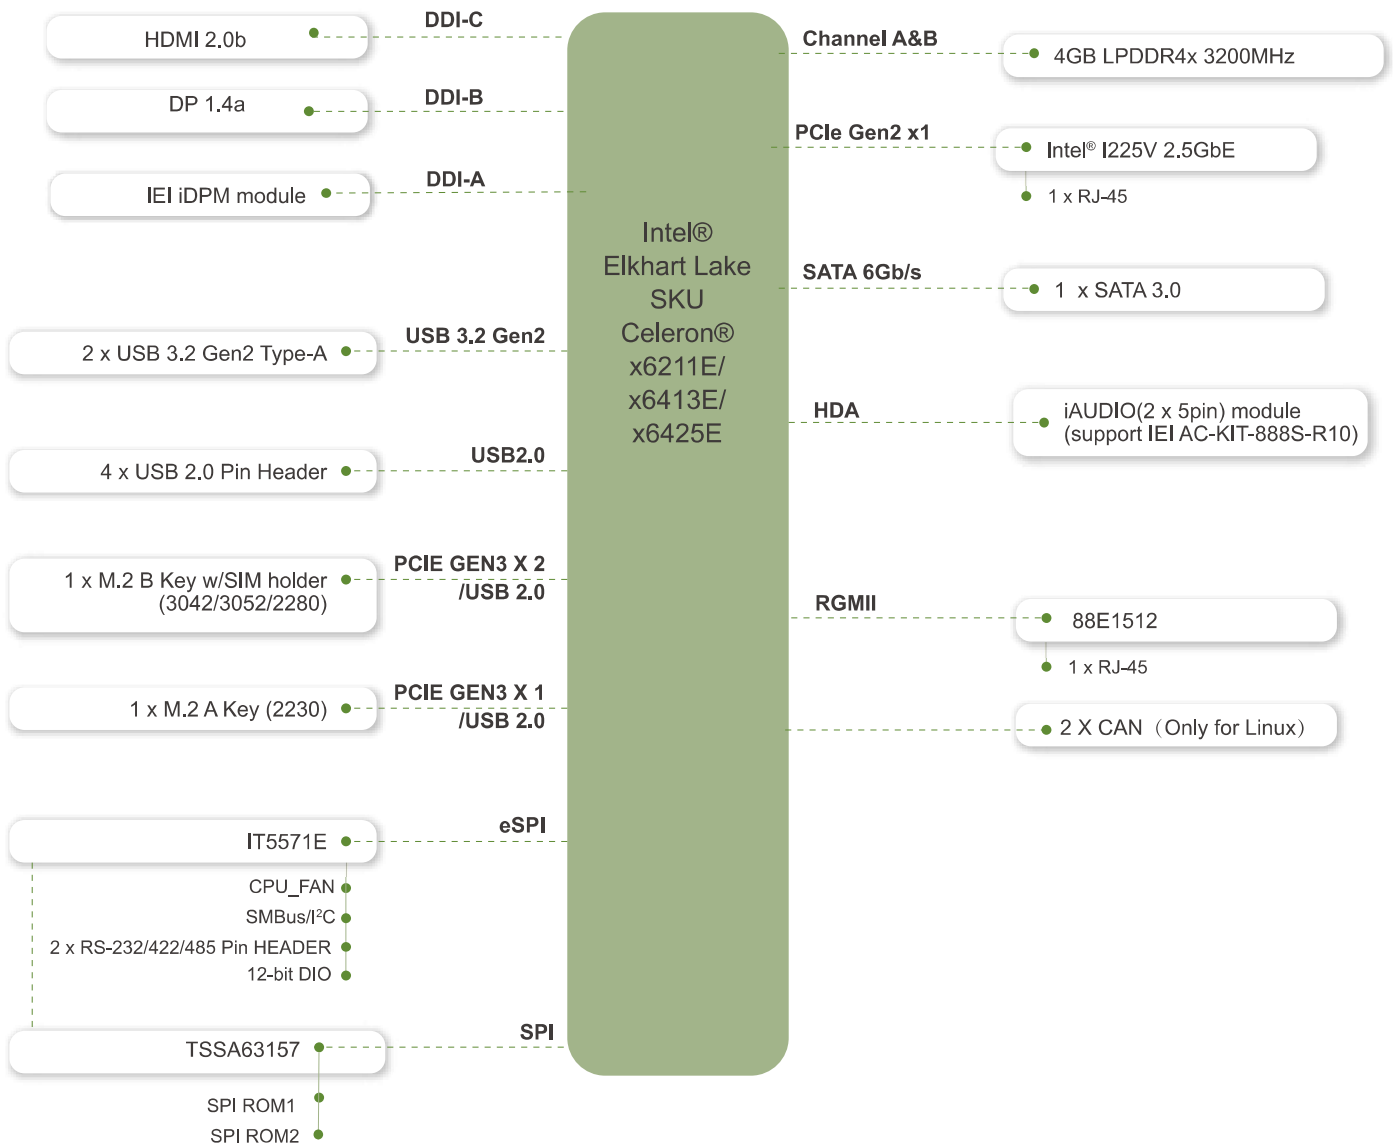 DDI-C
HDMI 2.0b
DDI-B
DP 1.4a
DDI-A
IEI iDPM module
USB 3.2 Gen2
2 x USB 3.2 Gen2 Type-A
USB2.0
4 x USB 2.0 Pin Header
PCIE GEN3 X 2
/USB 2.0
1 x M.2 B Key w/SIM holder
(3042/3052/2280)
PCIE GEN3 X 1
/USB 2.0
1 x M.2 A Key (2230)
eSPI
IT5571E
CPU_FAN
SMBus/I²C
2 x RS-232/422/485 Pin HEADER
12-bit DIO
SPI
TSSA63157
SPI ROM1
SPI ROM2
Intel®
Elkhart Lake
SKU
Celeron®
x6211E/
x6413E/
x6425E
Channel A&B
4GB LPDDR4x 3200MHz
PCIe Gen2 x1
Intel® I225V 2.5GbE
1 x RJ-45
SATA 6Gb/s
1 x SATA 3.0
HDA
iAUDIO(2 x 5pin) module
(support IEI AC-KIT-888S-R10)
RGMII
88E1512
1 x RJ-45
2 X CAN（Only for Linux）